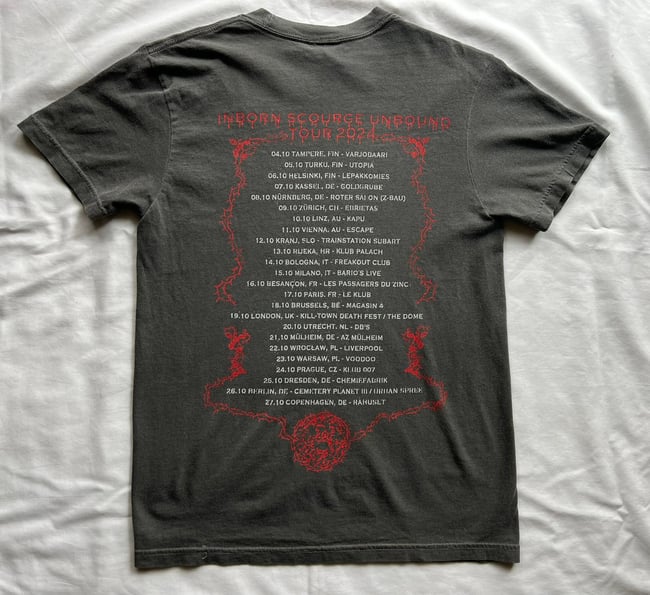 INBORN SCOURGE UNBOUND
TOUR 2024
04.10 TAMPERE, FIN - VARJOBAARI
05.10 TURKU, FIN - UTOPIA
06.10 HELSINKI, FIN - LEPAKKOMIES
07.10 KASSEL, DE - GOLDGRUBE
08.10 NÜRNBERG, DE - ROTER SALON (Z-BAU)
09.10 ZÜRICH, CH - EBRIETAS
10.10 LINZ, AU - KAPU
11.10 VIENNA, AU - ESCAPE
12.10 KRANJ, SLO - TRAINSTATION SUBART
13.10 RIJEKA, HR - KLUB PALACH
14.10 BOLOGNA, IT - FREAKOUT CLUB
15.10 MILANO, IT - BARIO'S LIVE
16.10 BESANÇON, FR - LES PASSAGERS DU ZINC
17.10 PARIS, FR - LE KLUB
18.10 BRUSSELS, BE - MAGASIN 4
19.10 LONDON, UK - KILL-TOWN DEATH FEST / THE DOME
20.10 UTRECHT, NL - DB'S
21.10 MÜLHEIM, DE - AZ MÜLHEIM
22.10 WROCŁAW, PL - LIVERPOOL
23.10 WARSAW, PL - VOODOO
24.10 PRAGUE, CZ - KLUB 007
25.10 DRESDEN, DE - CHEMIEFABRIK
26.10 BERLIN, DE - CEMETERY PLANET III / URBAN SPREE
27.10 COPENHAGEN, DE - RAHUSET